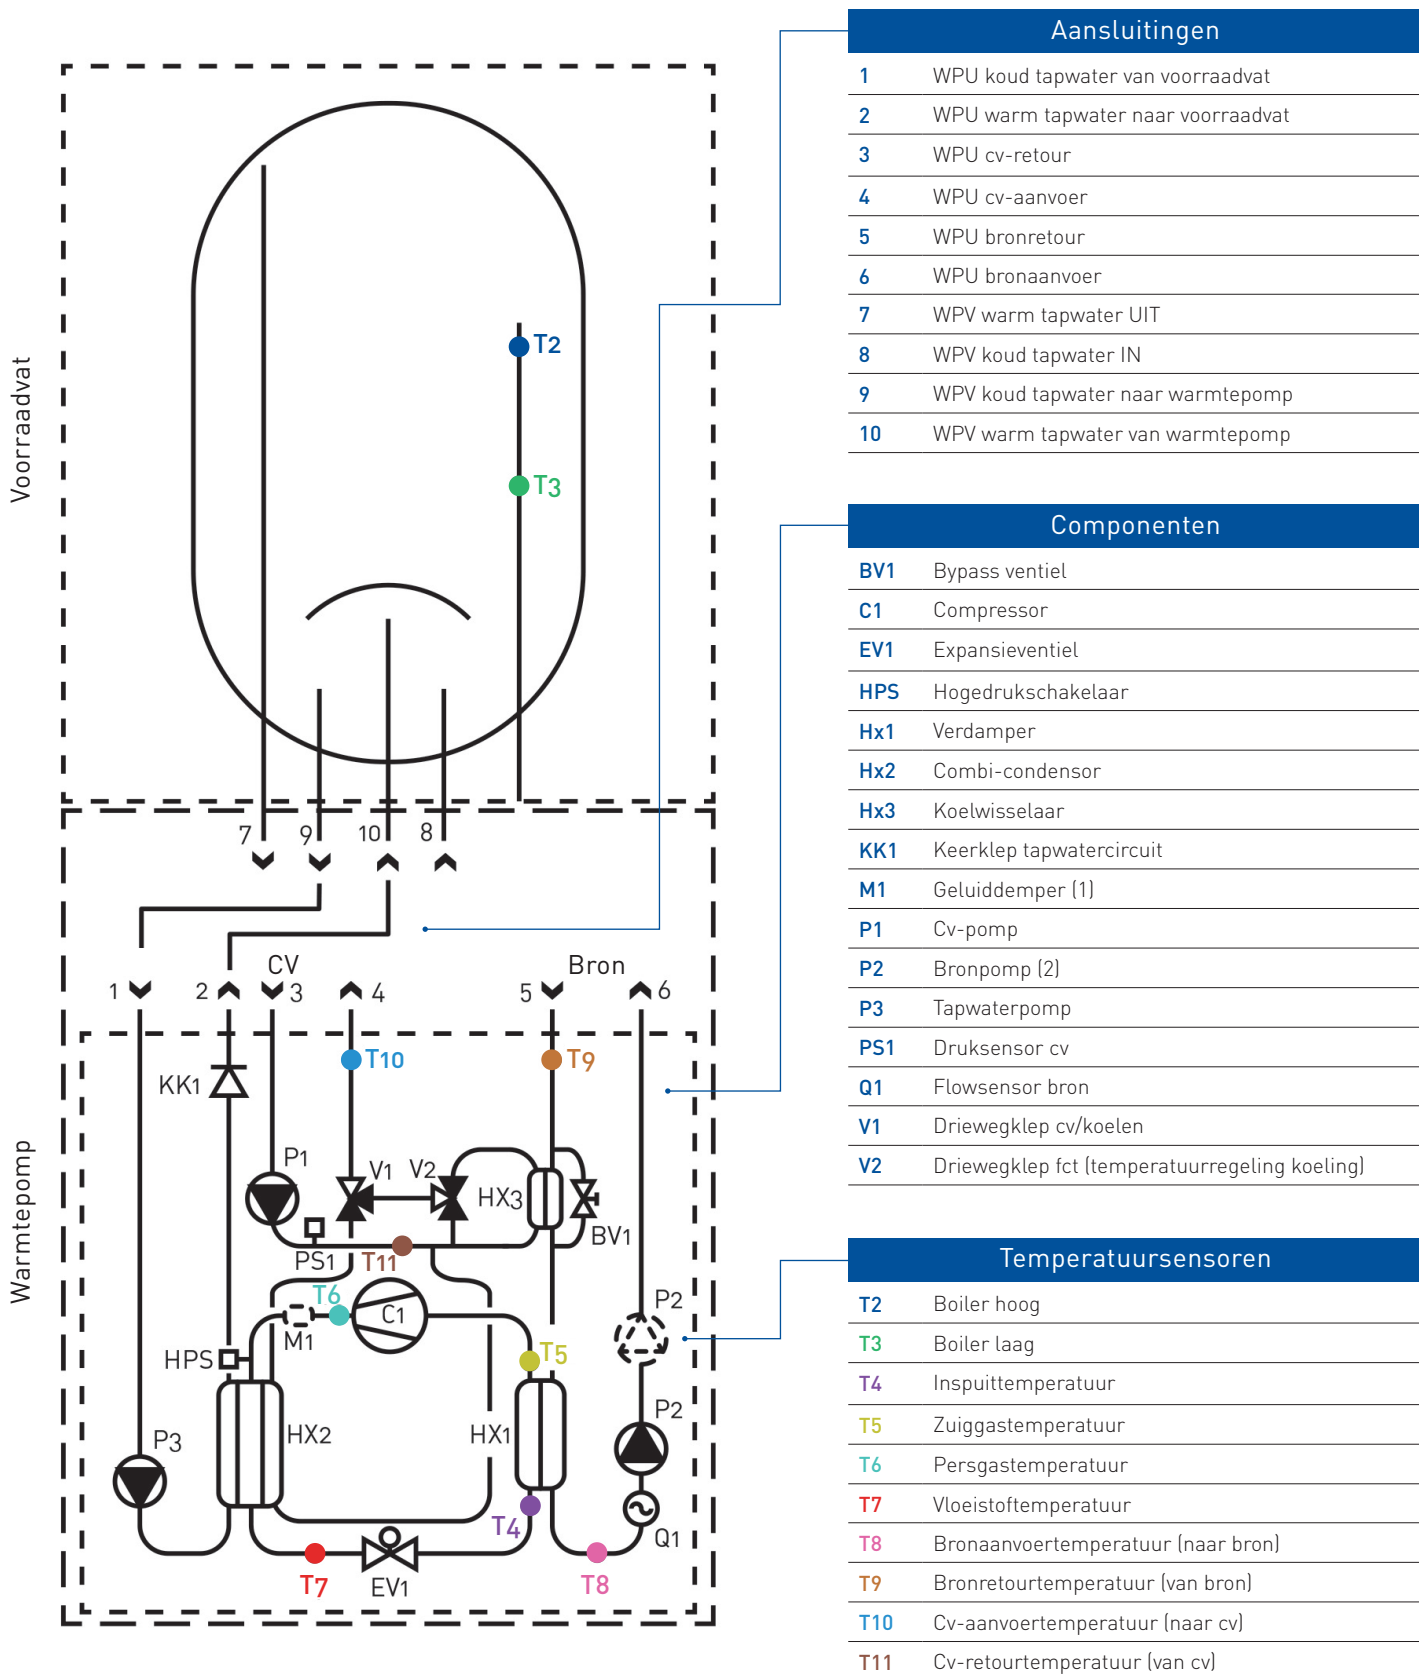 Voorraadvat
T2
T3
7
9
10
8
1
2
CV
3
4
Bron
5
6
Warmtepomp
KK1
T10
T9
P1
V1
V2
HX3
BV1
PS1
T11
T6
C1
M1
P2
HPS
T5
P3
HX2
HX1
P2
T4
Q1
T7
EV1
T8
Aansluitingen
1 WPU koud tapwater van voorraadvat
2 WPU warm tapwater naar voorraadvat
3 WPU cv-retour
4 WPU cv-aanvoer
5 WPU bronretour
6 WPU bronaanvoer
7 WPV warm tapwater UIT
8 WPV koud tapwater IN
9 WPV koud tapwater naar warmtepomp
10 WPV warm tapwater van warmtepomp
Componenten
BV1 Bypass ventiel
C1 Compressor
EV1 Expansieventiel
HPS Hogedrukschakelaar
Hx1 Verdamper
Hx2 Combi-condensor
Hx3 Koelwisselaar
KK1 Keerklep tapwatercircuit
M1 Geluiddemper (1)
P1 Cv-pomp
P2 Bronpomp (2)
P3 Tapwaterpomp
PS1 Druksensor cv
Q1 Flowsensor bron
V1 Driewegklep cv/koelen
V2 Driewegklep fct (temperatuurregeling koeling)
Temperatuursensoren
T2 Boiler hoog
T3 Boiler laag
T4 Inspuittemperatuur
T5 Zuiggastemperatuur
T6 Persgastemperatuur
T7 Vloeistoftemperatuur
T8 Bronaanvoertemperatuur (naar bron)
T9 Bronretourtemperatuur (van bron)
T10 Cv-aanvoertemperatuur (naar cv)
T11 Cv-retourtemperatuur (van cv)